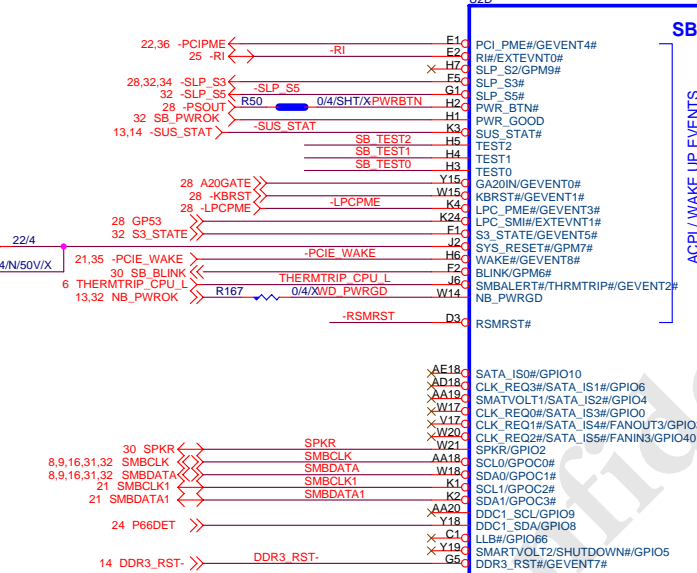 U2D
SB
22,36 -PCIPME E1 PCI_PME#/GEVENT4#
25 -RI -RI E2 RI#/EXTEVNT0#
H7 SLP_S2/GPM9#
28,32,34 -SLP_S3 F5 SLP_S3#
32 -SLP_S5 -SLP_S5 G1 SLP_S5#
28 -PSOUT R50 0/4/SHT/X -PWRBTN H2 PWR_BTN#
32 SB_PWROK H1 PWR_GOOD
13,14 -SUS_STAT -SUS_STAT K3 SUS_STAT#
SB_TEST2 H5 TEST2
SB_TEST1 H4 TEST1
SB_TEST0 H3 TEST0
28 A20GATE Y15 GA20IN/GEVENT0#
28 -KBRST W15 KBRST#/GEVENT1#
28 -LPCPME -LPCPME K4 LPC_PME#/GEVENT3#
28 GP53 K24 LPC_SMI#/EXTEVNT1#
32 S3_STATE F1 S3_STATE/GEVENT5#
22/4 J2 SYS_RESET#/GPM7#
21,35 -PCIE_WAKE -PCIE_WAKE H6 WAKE#/GEVENT8#
4/N/50V/X
30 SB_BLINK F2 BLINK/GPM6#
6 THERMTRIP_CPU_L THERMTRIP_CPU_L J6 SMBALERT#/THRMTRIP#/GEVENT2#
13,32 NB_PWROK R167 0/4/X WD_PWRGD W14 NB_PWRGD
-RSMRST D3 RSMRST#
ACPI / WAKE UP EVENTS
AE18 SATA_IS0#/GPIO10
AD18 CLK_REQ3#/SATA_IS1#/GPIO6
AA19 SMATVOLT1/SATA_IS2#/GPIO4
W17 CLK_REQ0#/SATA_IS3#/GPIO0
V17 CLK_REQ1#/SATA_IS4#/FANOUT3/GPIO
W20 CLK_REQ2#/SATA_IS5#/FANIN3/GPIO40
30 SPKR SPKR W21 SPKR/GPIO2
8,9,16,31,32 SMBCLK SMBCLK AA18 SCL0/GPOC0#
8,9,16,31,32 SMBDATA SMBDATA W18 SDA0/GPOC1#
21 SMBCLK1 SMBCLK1 K1 SCL1/GPOC2#
21 SMBDATA1 SMBDATA1 K2 SDA1/GPOC3#
AA20 DDC1_SCL/GPIO9
24 P66DET Y18 DDC1_SDA/GPIO8
C1 LLB#/GPIO66
Y19 SMARTVOLT2/SHUTDOWN#/GPIO5
14 DDR3_RST- DDR3_RST- G5 DDR3_RST#/GEVENT7#